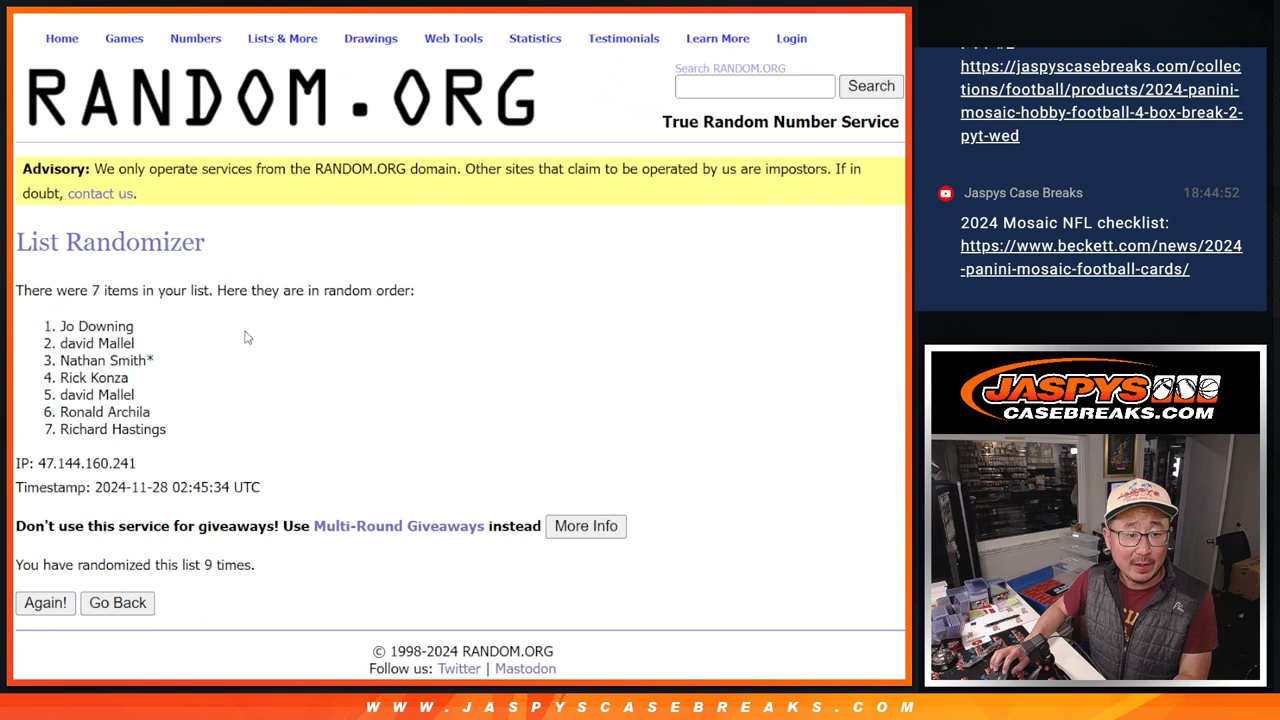 Home Games Numbers Lists & More Drawings Web Tools Statistics Testimonials Learn More Login
Search RANDOM.ORG
RANDOM.ORG
Search
True Random Number Service
Advisory: We only operate services from the RANDOM.ORG domain. Other sites that claim to be operated by us are impostors. If in
doubt, contact us.
List Randomizer
There were 7 items in your list. Here they are in random order:
1. Jo Downing
2. david Mallel
3. Nathan Smith*
4. Rick Konza
5. david Mallel
6. Ronald Archila
7. Richard Hastings
IP: 47.144.160.241
Timestamp: 2024-11-28 02:45:34 UTC
Don't use this service for giveaways! Use Multi-Round Giveaways instead More Info
You have randomized this list 9 times.
Again! Go Back
© 1998-2024 RANDOM.ORG
Follow us: Twitter | Mastodon
https://jaspyscasebreaks.com/collec
tions/football/products/2024-panini-
mosaic-hobby-football-4-box-break-2-
pyt-wed
Jaspys Case Breaks 18:44:52
2024 Mosaic NFL checklist:
https://www.beckett.com/news/2024
-panini-mosaic-football-cards/
JASPYS
CASEBREAKS.COM
WWW.JASPYSCASEBREAKS.COM